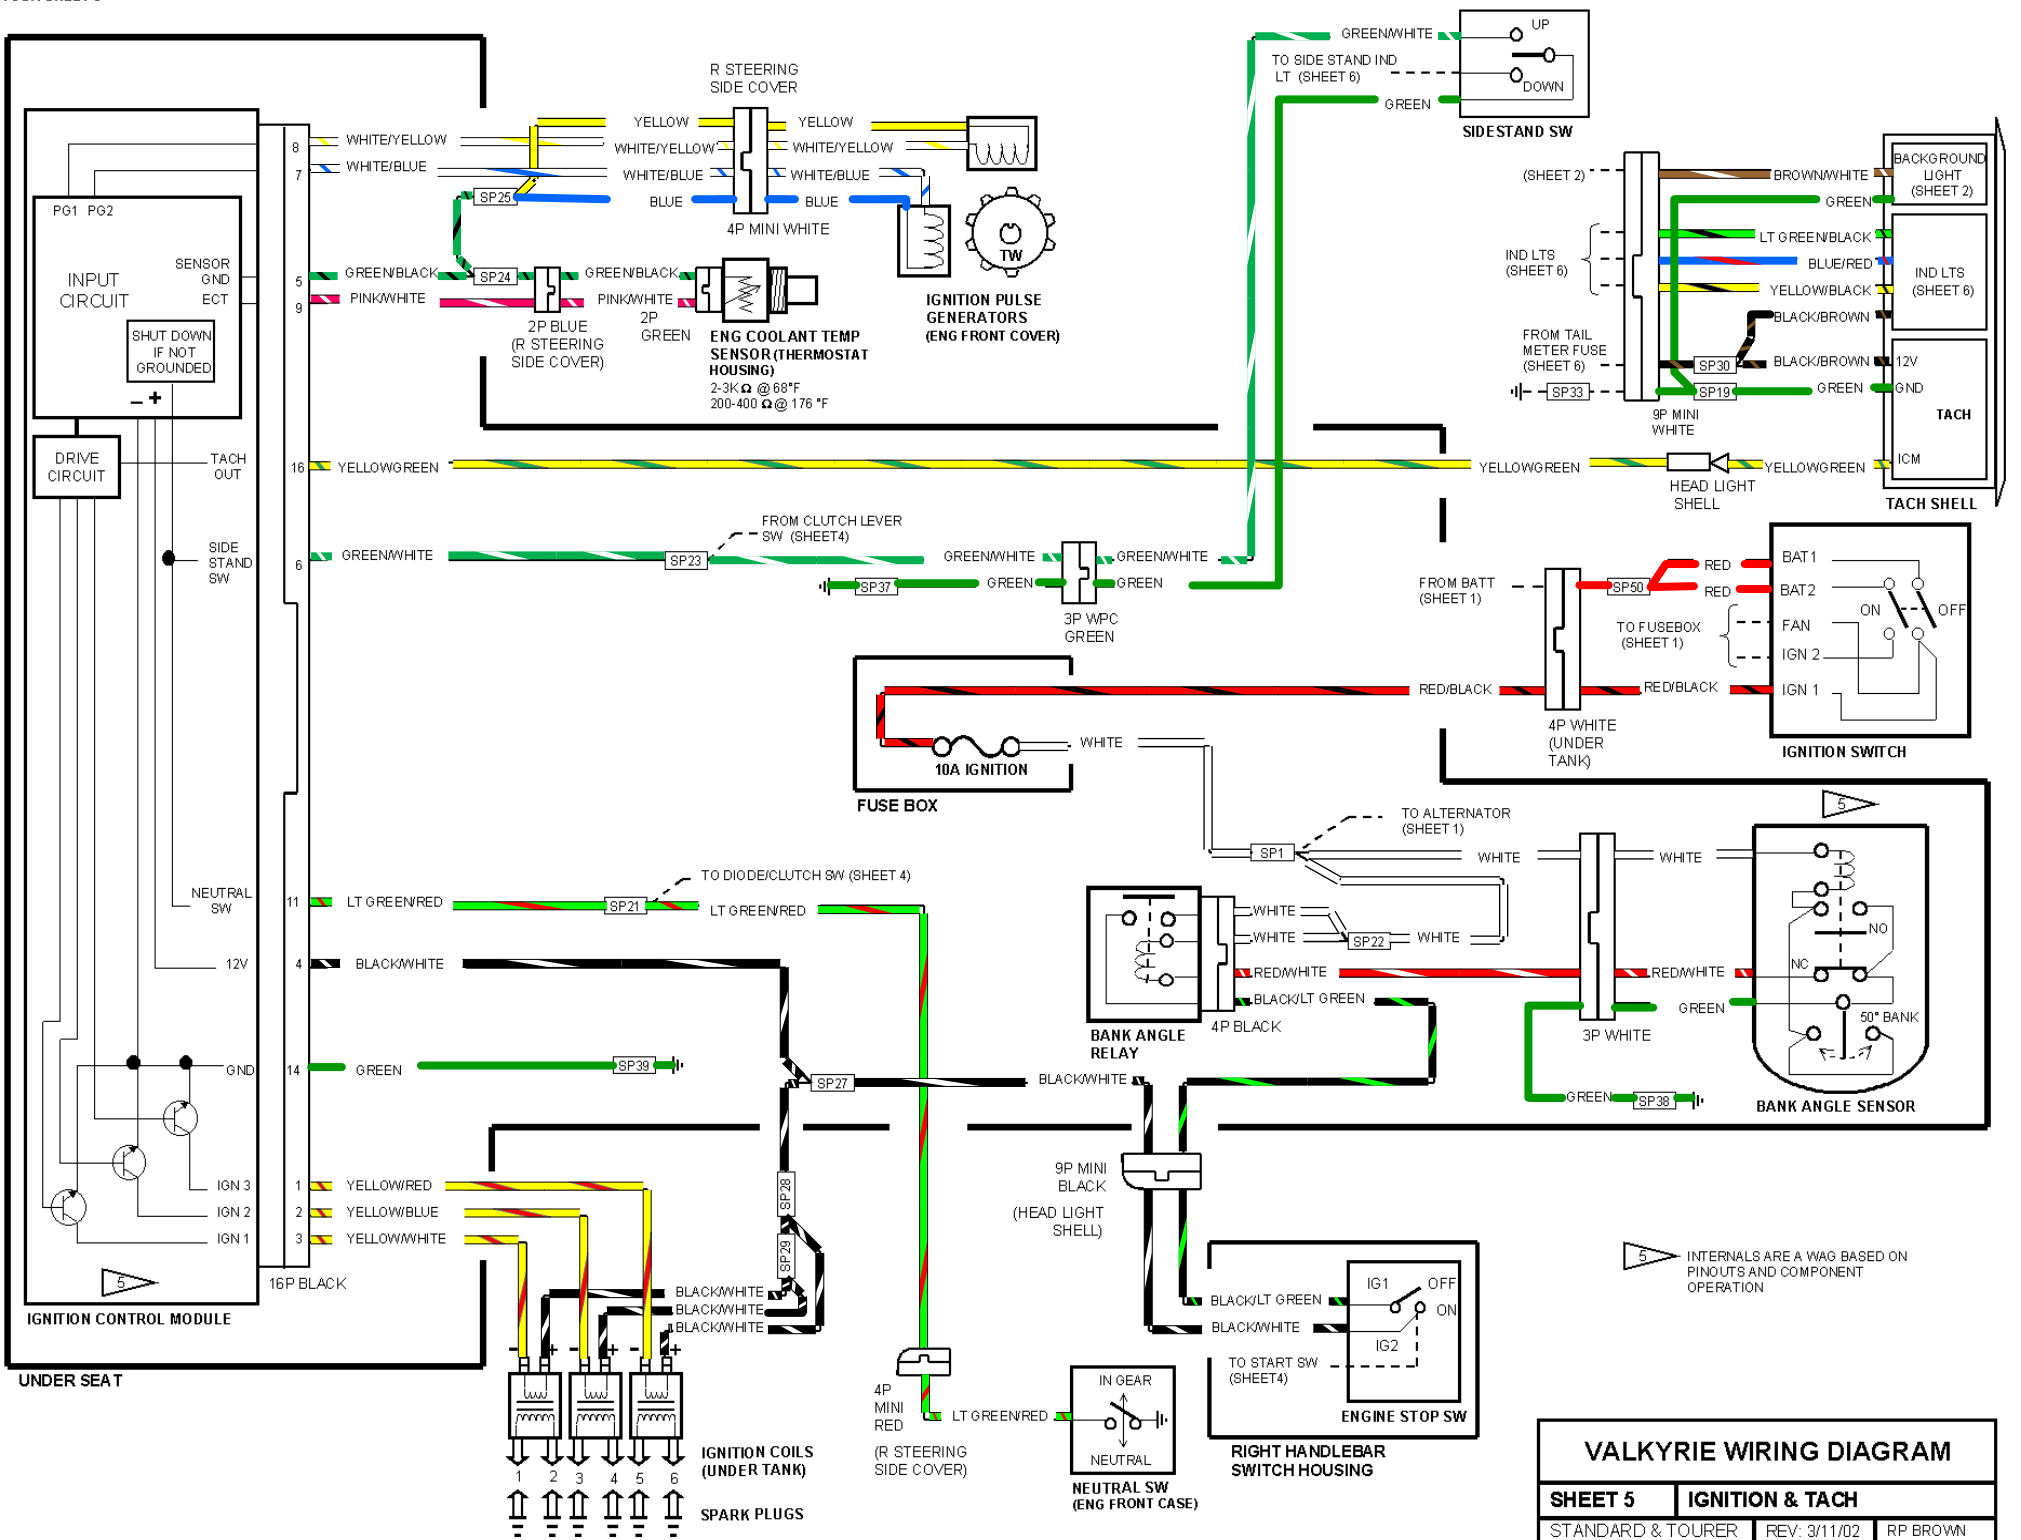 R STEERING
SIDE COVER
GREEN/WHITE
UP
TO SIDE STAND IND
LT (SHEET 6)
DOWN
GREEN
SIDESTAND SW
8
WHITE/YELLOW
YELLOW
YELLOW
WHITE/YELLOW
WHITE/YELLOW
7
WHITE/BLUE
WHITE/BLUE
WHITE/BLUE
SP25
BLUE
BLUE
4P MINI WHITE
TW
PG1 PG2
INPUT
CIRCUIT
SENSOR
GND
ECT
5
GREEN/BLACK
SP24
GREEN/BLACK
9
PINK/WHITE
PINK/WHITE
2P BLUE
(R STEERING
SIDE COVER)
2P
GREEN
ENG COOLANT TEMP
SENSOR (THERMOSTAT
HOUSING)
2-3K Ω @ 68°F
200-400 Ω @ 176 °F
IGNITION PULSE
GENERATORS
(ENG FRONT COVER)
SHUT DOWN
IF NOT
GROUNDED
– +
(SHEET 2)
BROWN/WHITE
BACKGROUND
LIGHT
(SHEET 2)
GREEN
LT GREEN/BLACK
IND LTS
(SHEET 6)
BLUE/RED
IND LTS
(SHEET 6)
YELLOW/BLACK
BLACK/BROWN
FROM TAIL
METER FUSE
(SHEET 6)
SP30
BLACK/BROWN
12V
SP33
SP19
GREEN
GND
9P MINI
WHITE
TACH
DRIVE
CIRCUIT
TACH
OUT
16
YELLOWGREEN
YELLOWGREEN
YELLOWGREEN
ICM
HEAD LIGHT
SHELL
TACH SHELL
SIDE
STAND
SW
6
GREEN/WHITE
SP23
FROM CLUTCH LEVER
SW (SHEET4)
GREEN/WHITE
GREEN/WHITE
SP37
GREEN
GREEN
3P WPC
GREEN
FROM BATT
(SHEET 1)
SP50
RED
BAT1
RED
BAT2
ON
OFF
TO FUSEBOX
(SHEET 1)
FAN
IGN 2
RED/BLACK
RED/BLACK
IGN 1
4P WHITE
(UNDER
TANK)
IGNITION SWITCH
WHITE
10A IGNITION
FUSE BOX
TO ALTERNATOR
(SHEET 1)
5
SP1
WHITE
WHITE
NEUTRAL
SW
11
LT GREEN/RED
SP21
TO DIODE/CLUTCH SW (SHEET 4)
LT GREEN/RED
WHITE
WHITE
SP22
WHITE
NO
NC
12V
4
BLACK/WHITE
RED/WHITE
RED/WHITE
BLACK/LT GREEN
GREEN
50° BANK
4P BLACK
3P WHITE
BANK ANGLE
RELAY
GND
14
GREEN
SP39
SP27
BLACK/WHITE
GREEN
SP38
BANK ANGLE SENSOR
9P MINI
BLACK
(HEAD LIGHT
SHELL)
IGN 3
1
YELLOW/RED
SP28
IGN 2
2
YELLOW/BLUE
IGN 1
3
YELLOW/WHITE
SP29
5
16P BLACK
IGNITION CONTROL MODULE
UNDER SEAT
BLACK/WHITE
BLACK/WHITE
BLACK/WHITE
- + - + - +
5
INTERNALS ARE A WAG BASED ON
PINOUTS AND COMPONENT
OPERATION
IG1
OFF
BLACK/LT GREEN
ON
BLACK/WHITE
IG2
TO START SW
(SHEET4)
ENGINE STOP SW
RIGHT HANDLEBAR
SWITCH HOUSING
4P
MINI
RED
(R STEERING
SIDE COVER)
LT GREEN/RED
IN GEAR
NEUTRAL
NEUTRAL SW
(ENG FRONT CASE)
IGNITION COILS
(UNDER TANK)
1 2 3 4 5 6
SPARK PLUGS
VALKYRIE WIRING DIAGRAM
SHEET 5
IGNITION & TACH
STANDARD & TOURER
REV: 3/11/02
RP BROWN